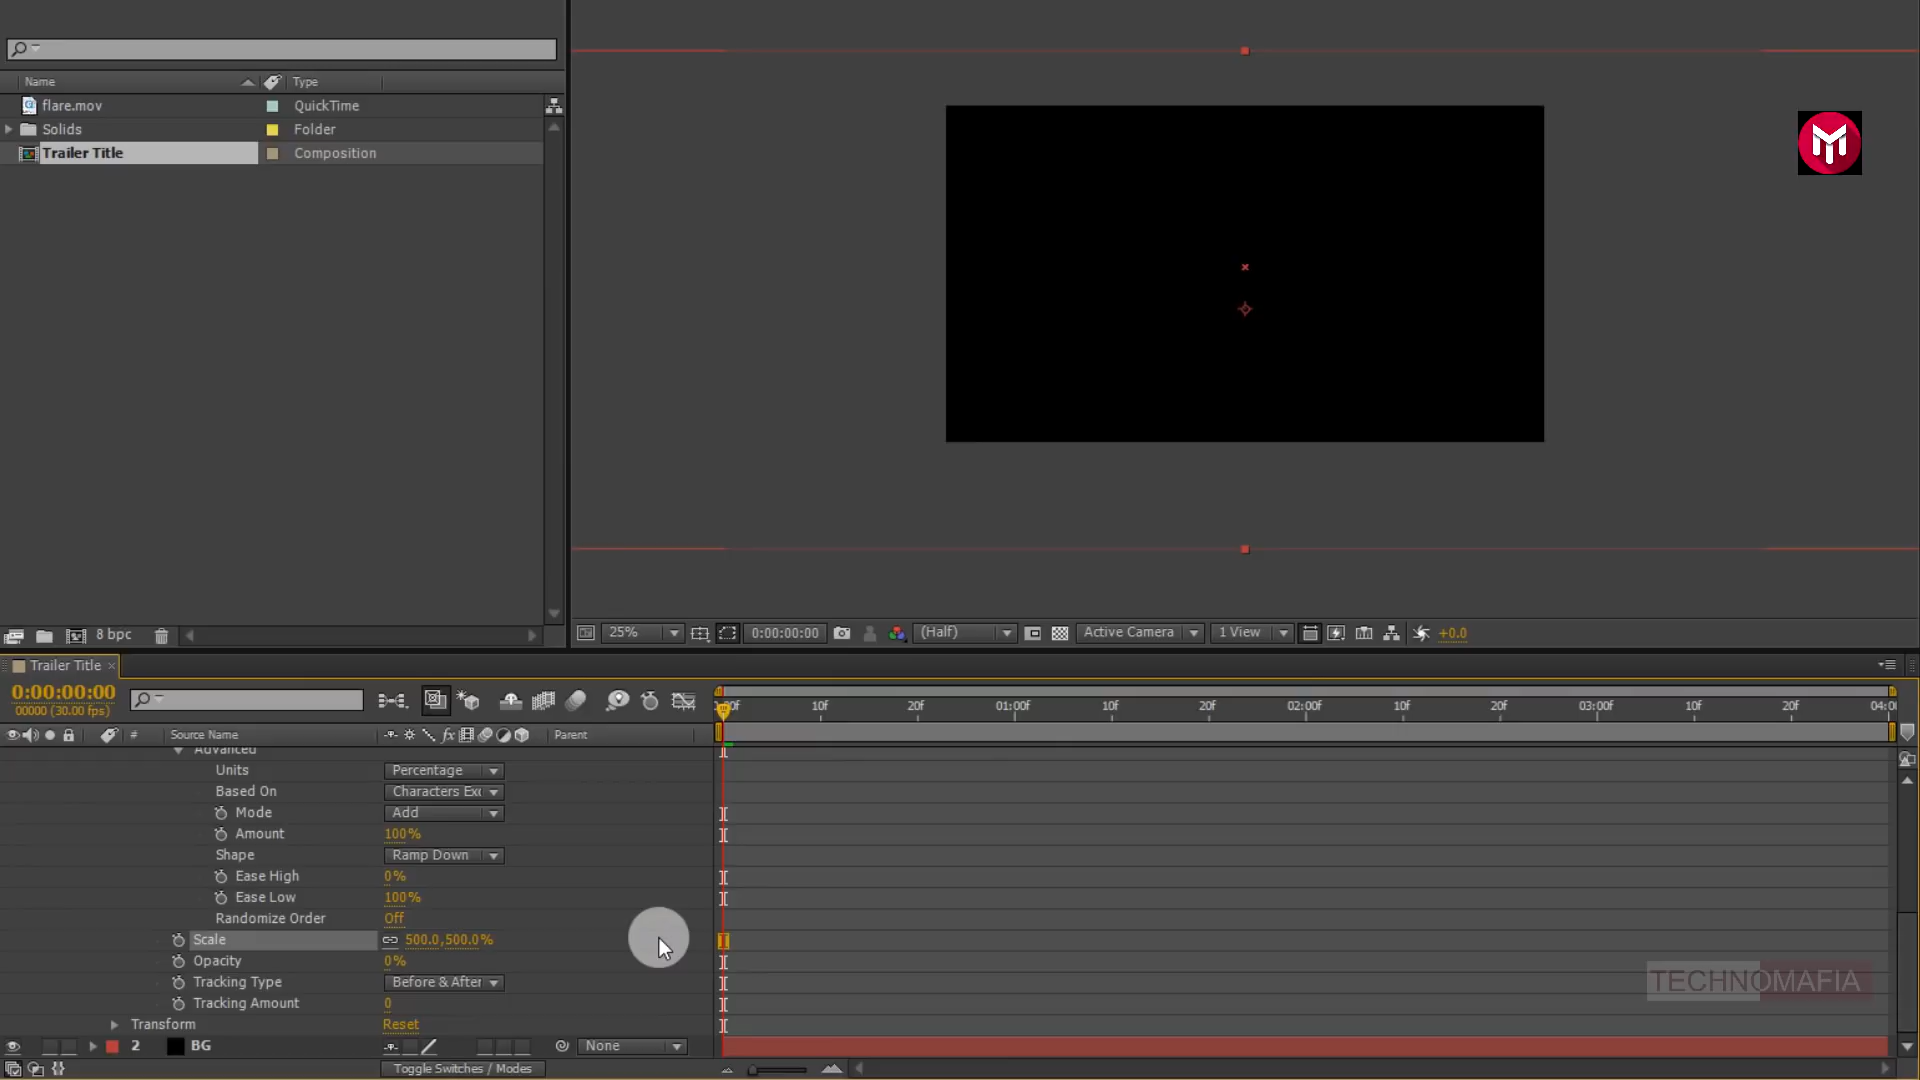 Name Type
flare.mov QuickTime
Solids Folder
Trailer Title Composition
8 bpc
25% 0:00:00:00 (Half) Active Camera 1 View +0.0
Trailer Title ×
0:00:00:00
00000 (30.00 fps)
00f 10f 20f 01:00f 10f 20f 02:00f 10f 20f 03:00f 10f 20f 04:00
# Source Name fx Parent
Advanced
Units Percentage
Based On Characters Exc
Mode Add
Amount 100%
Shape Ramp Down
Ease High 0%
Ease Low 100%
Randomize Order Off
Scale 500.0,500.0%
Opacity 0%
Tracking Type Before & After
Tracking Amount 0
Transform Reset
2 BG None
Toggle Switches / Modes
TECHNOMAFIA